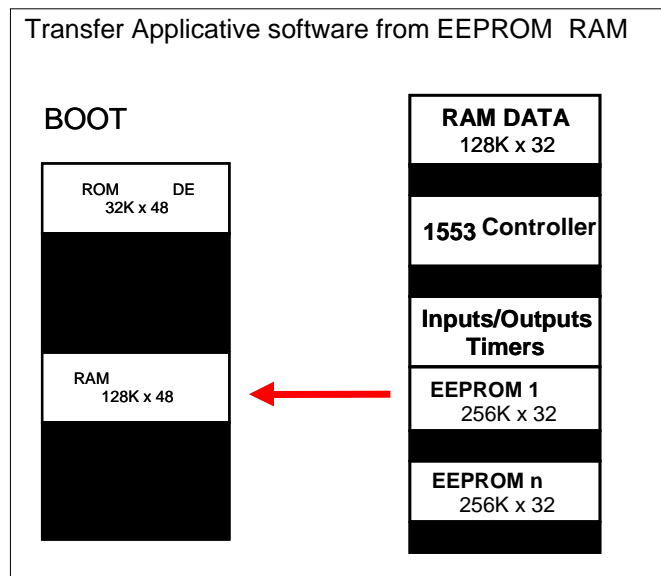 Transfer Applicative software from EEPROM RAM
BOOT
ROM DE
32K x 48
RAM
128K x 48
RAM DATA
128K x 32
1553 Controller
Inputs/Outputs
Timers
EEPROM 1
256K x 32
EEPROM n
256K x 32